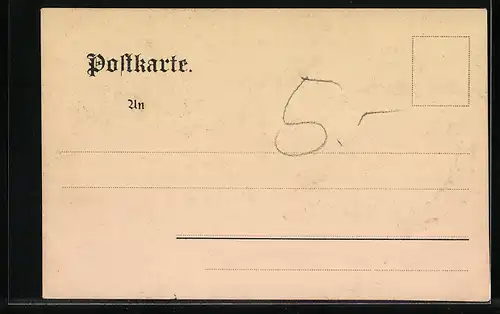 Postkarte.
An
5.-